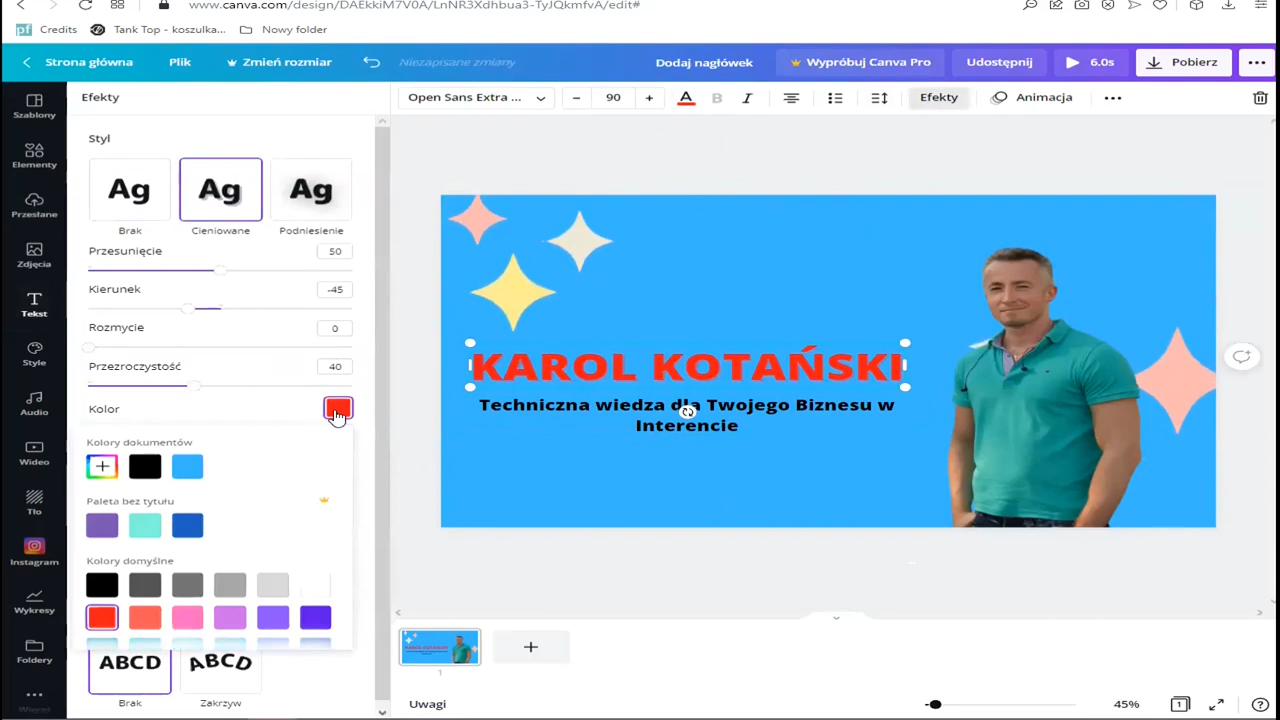 www.canva.com/design/DAEkkiM7V0A/LnNR3Xdhbua3-TyJQkmfvA/edit#
pf Credits Tank Top - koszulka... Nowy folder
Strona główna Plik Zmień rozmiar Niezapisane zmiany Dodaj nagłówek Wypróbuj Canva Pro Udostępnij 6.0s Pobierz
Efekty
Open Sans Extra ... 90 A B I Efekty Animacja
Szablony
Elementy
Przesłane
Zdjęcia
Tekst
Style
Audio
Wideo
Tło
Instagram
Wykresy
Foldery
Więcej
Styl
Ag Ag Ag
Brak Cieniowane Podniesienie
Przesunięcie 50
Kierunek -45
Rozmycie 0
Przezroczystość 40
Kolor
Kolory dokumentów
Paleta bez tytułu
Kolory domyślne
ABCD ABCD
Brak Zakrzyw
KAROL KOTAŃSKI
Techniczna wiedza dla Twojego Biznesu w
Interencie
1
Uwagi 45% 1